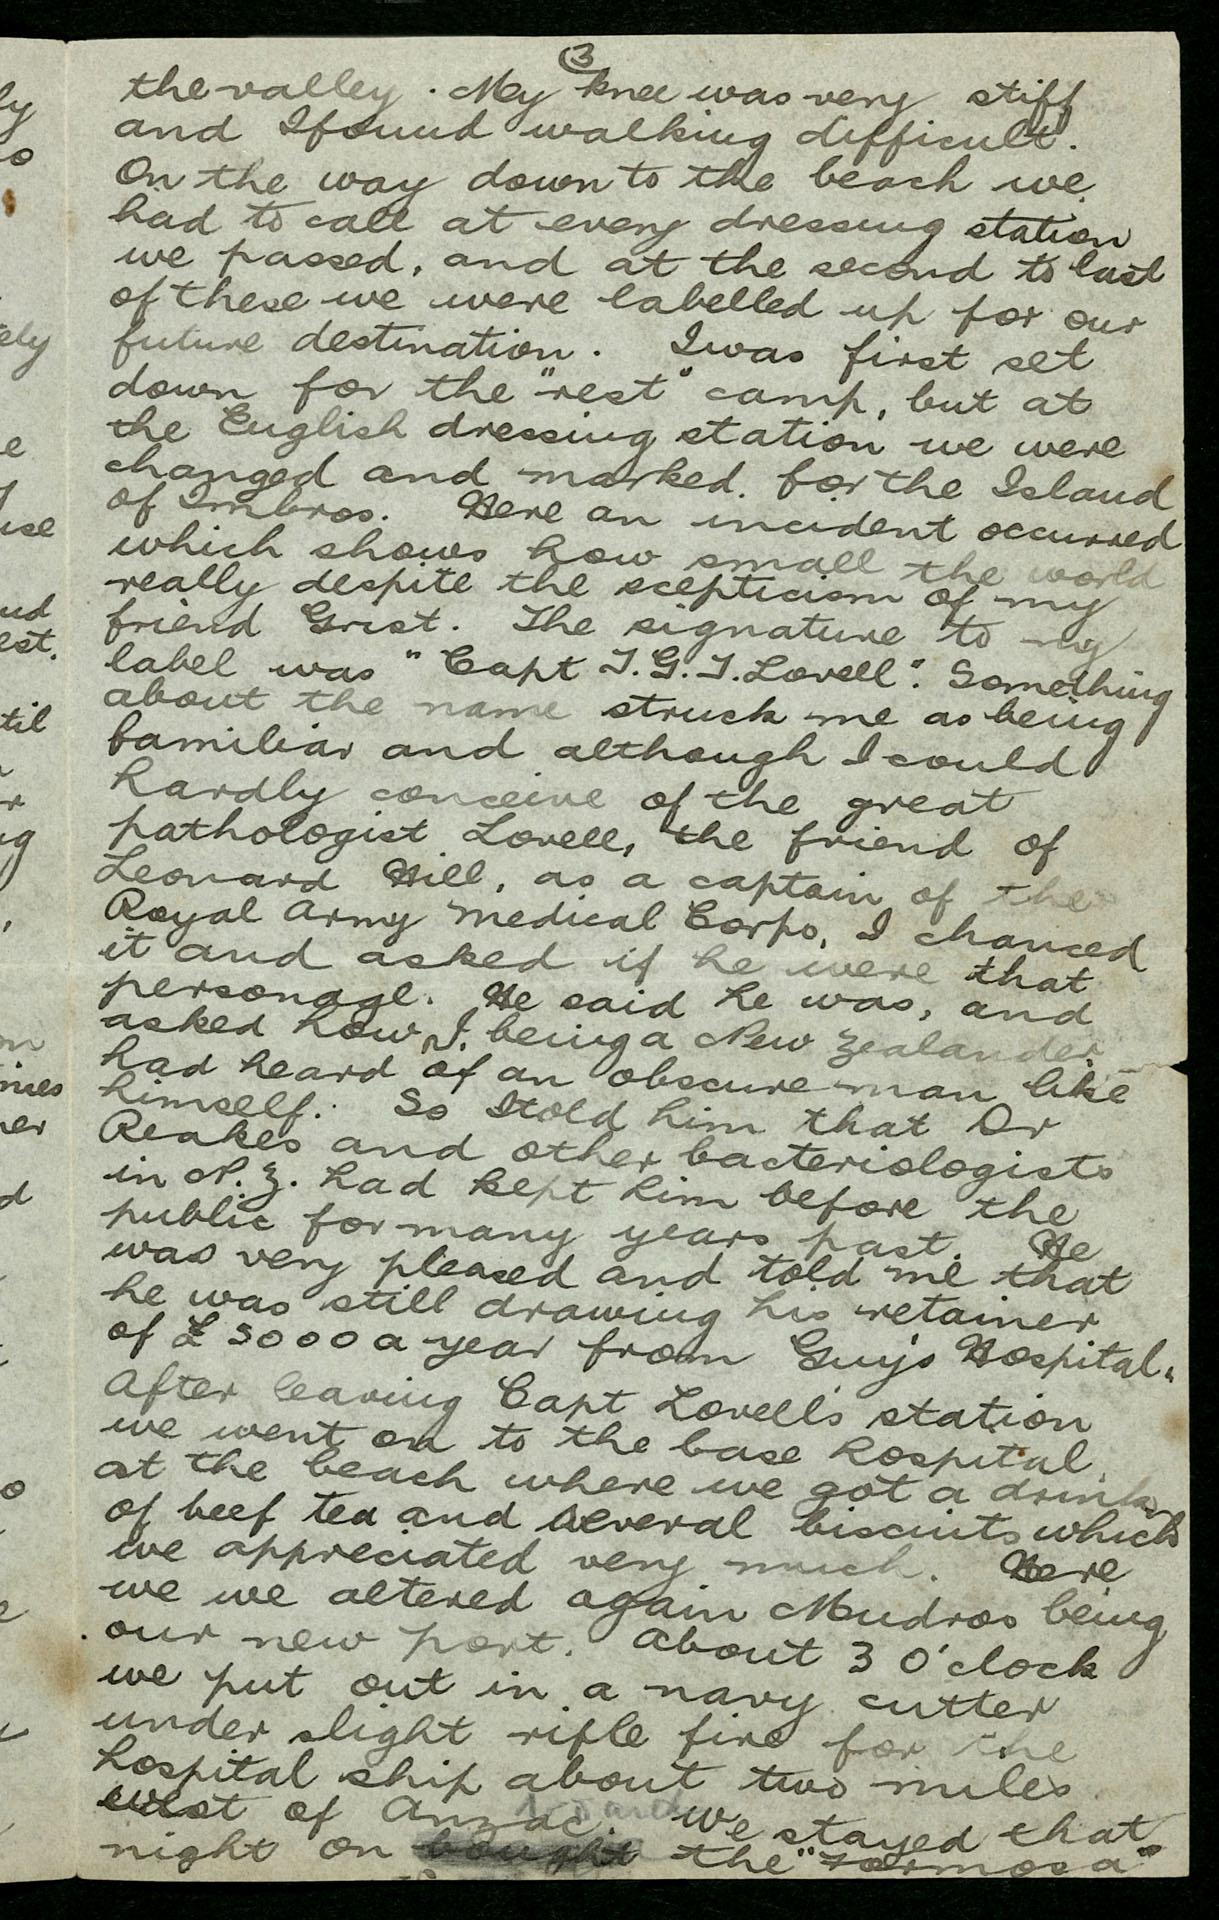 3
the valley. My knee was very stiff
and I found walking difficult.
On the way down to the beach we
had to call at every dressing station
we passed, and at the second to last
of these we were labelled up for our
future destination. I was first set
down for the "rest" camp, but at
the English dressing station we were
changed and marked for the Island
of Imbros. Here an incident occurred
which shows how small the world
really despite the scepticism of my
friend Grist. The signature to my
label was "Capt T.G.T. Lovell". Something
about the name struck me as being
familiar and although I could
hardly conceive of the great
pathologist Lovell, the friend of
Leonard Hill, as a captain of the
Royal Army Medical Corps, I chanced
it and asked if he were that
personage. He said he was, and
asked how I, being a New Zealander
had heard of an obscure man like
himself. So I told him that Dr
Reakes and other bacteriologists
in N.Z. had kept him before the
public for many years past. He
was very pleased and told me that
he was still drawing his retainer
of £5000 a year from Guy's Hospital.
After leaving Capt Lovell's station
we went on to the base hospital
at the beach where we got a drink
of beef tea and several biscuits which
we appreciated very much. Here
we we altered again Mudros being
our new port. About 3 O'clock
we put out in a navy cutter
under slight rifle fire for the
hospital ship about two miles
west of Anzac. We stayed that
night on the "Formosa"